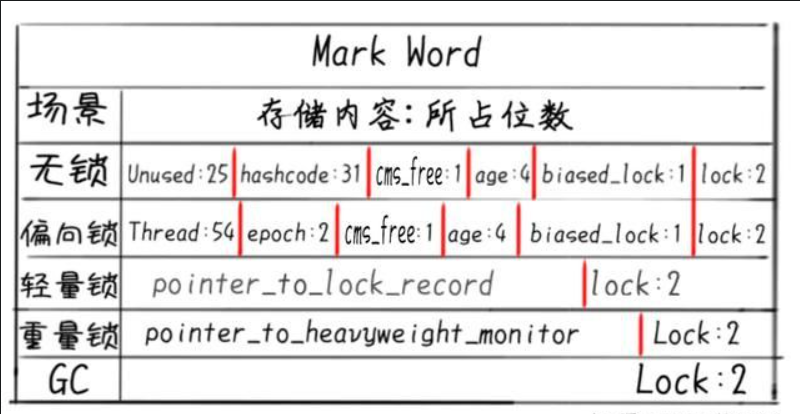 Mark Word
场景 存储内容:所占位数
无锁 Unused:25 hashcode:31 cms_free:1 age:4 biased_lock:1 lock:2
偏向锁 Thread:54 epoch:2 cms_free:1 age:4 biased_lock:1 lock:2
轻量锁 pointer_to_lock_record lock:2
重量锁 pointer_to_heavyweight_monitor Lock:2
GC Lock:2